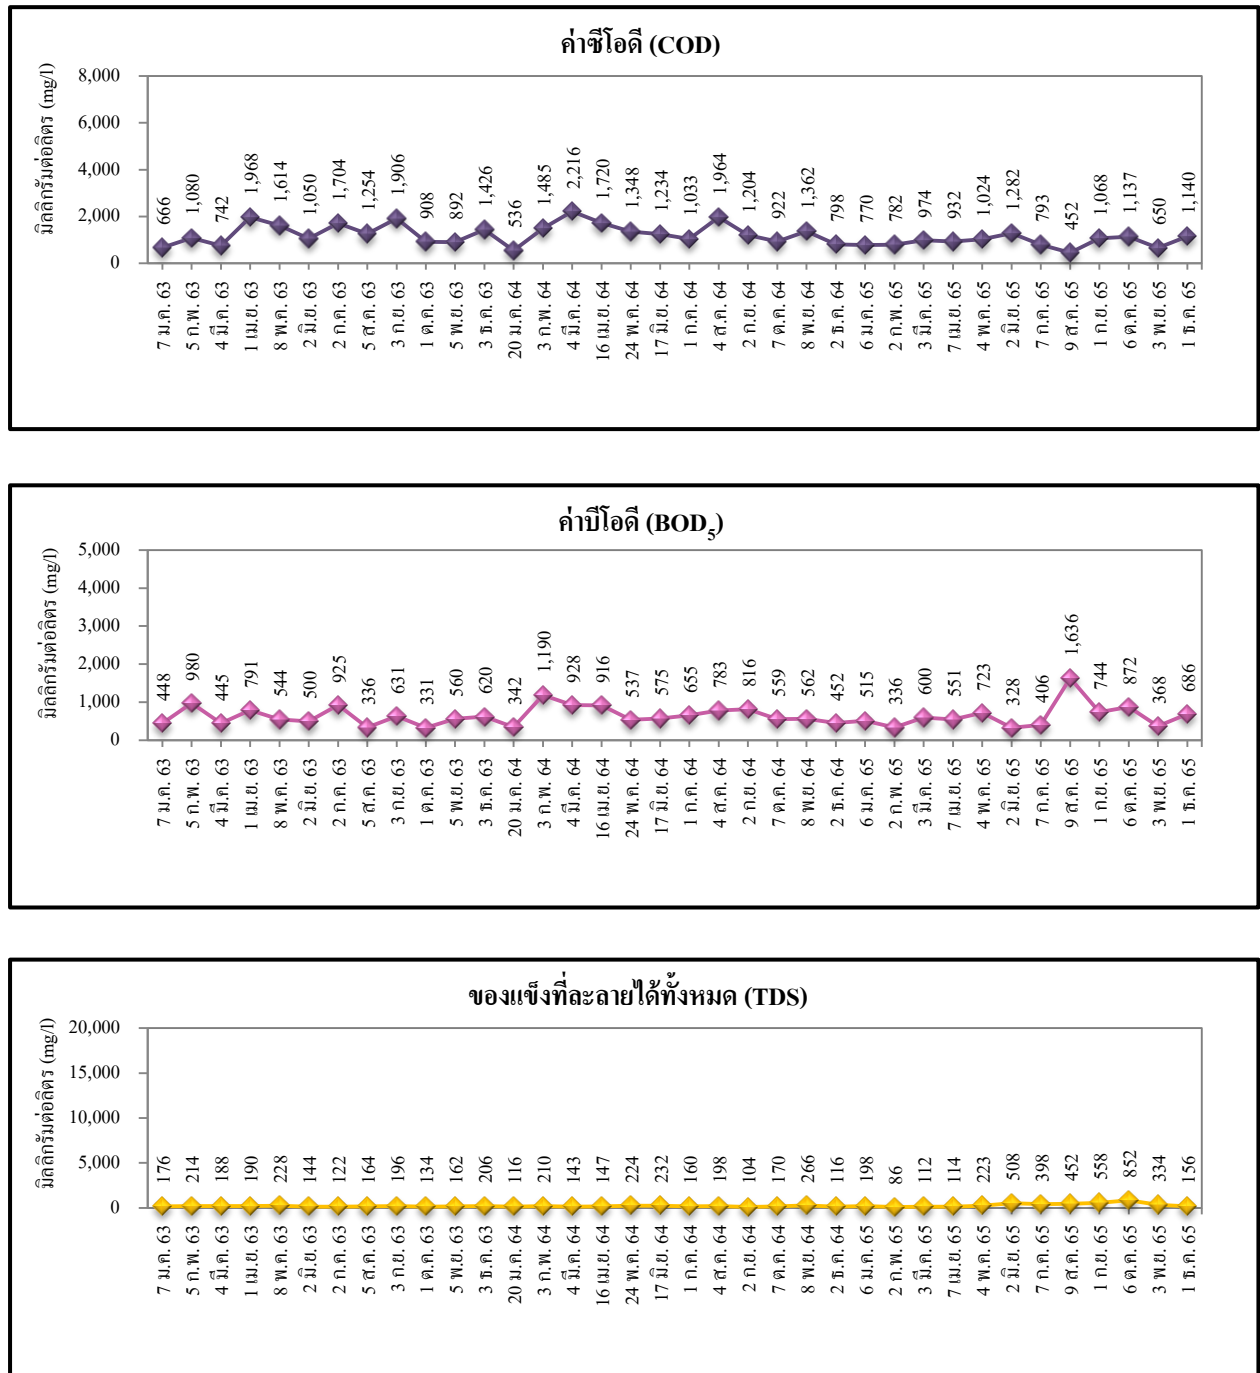 ค่าซีโอดี (COD)
มิลลิกรัมต่อลิตร (mg/l)
8,000
6,000
4,000
2,000
0
666 1,080 742 1,968 1,614 1,050 1,704 1,254 1,906 908 892 1,426 536 1,485 2,216 1,720 1,348 1,234 1,033 1,964 1,204 922 1,362 798 770 782 974 932 1,024 1,282 793 452 1,068 1,137 650 1,140
7 ม.ค. 63 5 ก.พ. 63 4 มี.ค. 63 1 เม.ย. 63 8 พ.ค. 63 2 มิ.ย. 63 2 ก.ค. 63 5 ส.ค. 63 3 ก.ย. 63 1 ต.ค. 63 5 พ.ย. 63 3 ธ.ค. 63 20 ม.ค. 64 3 ก.พ. 64 4 มี.ค. 64 16 เม.ย. 64 24 พ.ค. 64 17 มิ.ย. 64 1 ก.ค. 64 4 ส.ค. 64 2 ก.ย. 64 7 ต.ค. 64 8 พ.ย. 64 2 ธ.ค. 64 6 ม.ค. 65 2 ก.พ. 65 3 มี.ค. 65 7 เม.ย. 65 4 พ.ค. 65 2 มิ.ย. 65 7 ก.ค. 65 9 ส.ค. 65 1 ก.ย. 65 6 ต.ค. 65 3 พ.ย. 65 1 ธ.ค. 65
ค่าบีโอดี (BOD₅)
มิลลิกรัมต่อลิตร (mg/l)
5,000
4,000
3,000
2,000
1,000
0
448 980 445 791 544 500 925 336 631 331 560 620 342 1,190 928 916 537 575 655 783 816 559 562 452 515 336 600 551 723 328 406 1,636 744 872 368 686
7 ม.ค. 63 5 ก.พ. 63 4 มี.ค. 63 1 เม.ย. 63 8 พ.ค. 63 2 มิ.ย. 63 2 ก.ค. 63 5 ส.ค. 63 3 ก.ย. 63 1 ต.ค. 63 5 พ.ย. 63 3 ธ.ค. 63 20 ม.ค. 64 3 ก.พ. 64 4 มี.ค. 64 16 เม.ย. 64 24 พ.ค. 64 17 มิ.ย. 64 1 ก.ค. 64 4 ส.ค. 64 2 ก.ย. 64 7 ต.ค. 64 8 พ.ย. 64 2 ธ.ค. 64 6 ม.ค. 65 2 ก.พ. 65 3 มี.ค. 65 7 เม.ย. 65 4 พ.ค. 65 2 มิ.ย. 65 7 ก.ค. 65 9 ส.ค. 65 1 ก.ย. 65 6 ต.ค. 65 3 พ.ย. 65 1 ธ.ค. 65
ของแข็งที่ละลายได้ทั้งหมด (TDS)
มิลลิกรัมต่อลิตร (mg/l)
20,000
15,000
10,000
5,000
0
176 214 188 190 228 144 122 164 196 134 162 206 116 210 143 147 224 232 160 198 104 170 266 116 198 86 112 114 223 508 398 452 558 852 334 156
7 ม.ค. 63 5 ก.พ. 63 4 มี.ค. 63 1 เม.ย. 63 8 พ.ค. 63 2 มิ.ย. 63 2 ก.ค. 63 5 ส.ค. 63 3 ก.ย. 63 1 ต.ค. 63 5 พ.ย. 63 3 ธ.ค. 63 20 ม.ค. 64 3 ก.พ. 64 4 มี.ค. 64 16 เม.ย. 64 24 พ.ค. 64 17 มิ.ย. 64 1 ก.ค. 64 4 ส.ค. 64 2 ก.ย. 64 7 ต.ค. 64 8 พ.ย. 64 2 ธ.ค. 64 6 ม.ค. 65 2 ก.พ. 65 3 มี.ค. 65 7 เม.ย. 65 4 พ.ค. 65 2 มิ.ย. 65 7 ก.ค. 65 9 ส.ค. 65 1 ก.ย. 65 6 ต.ค. 65 3 พ.ย. 65 1 ธ.ค. 65